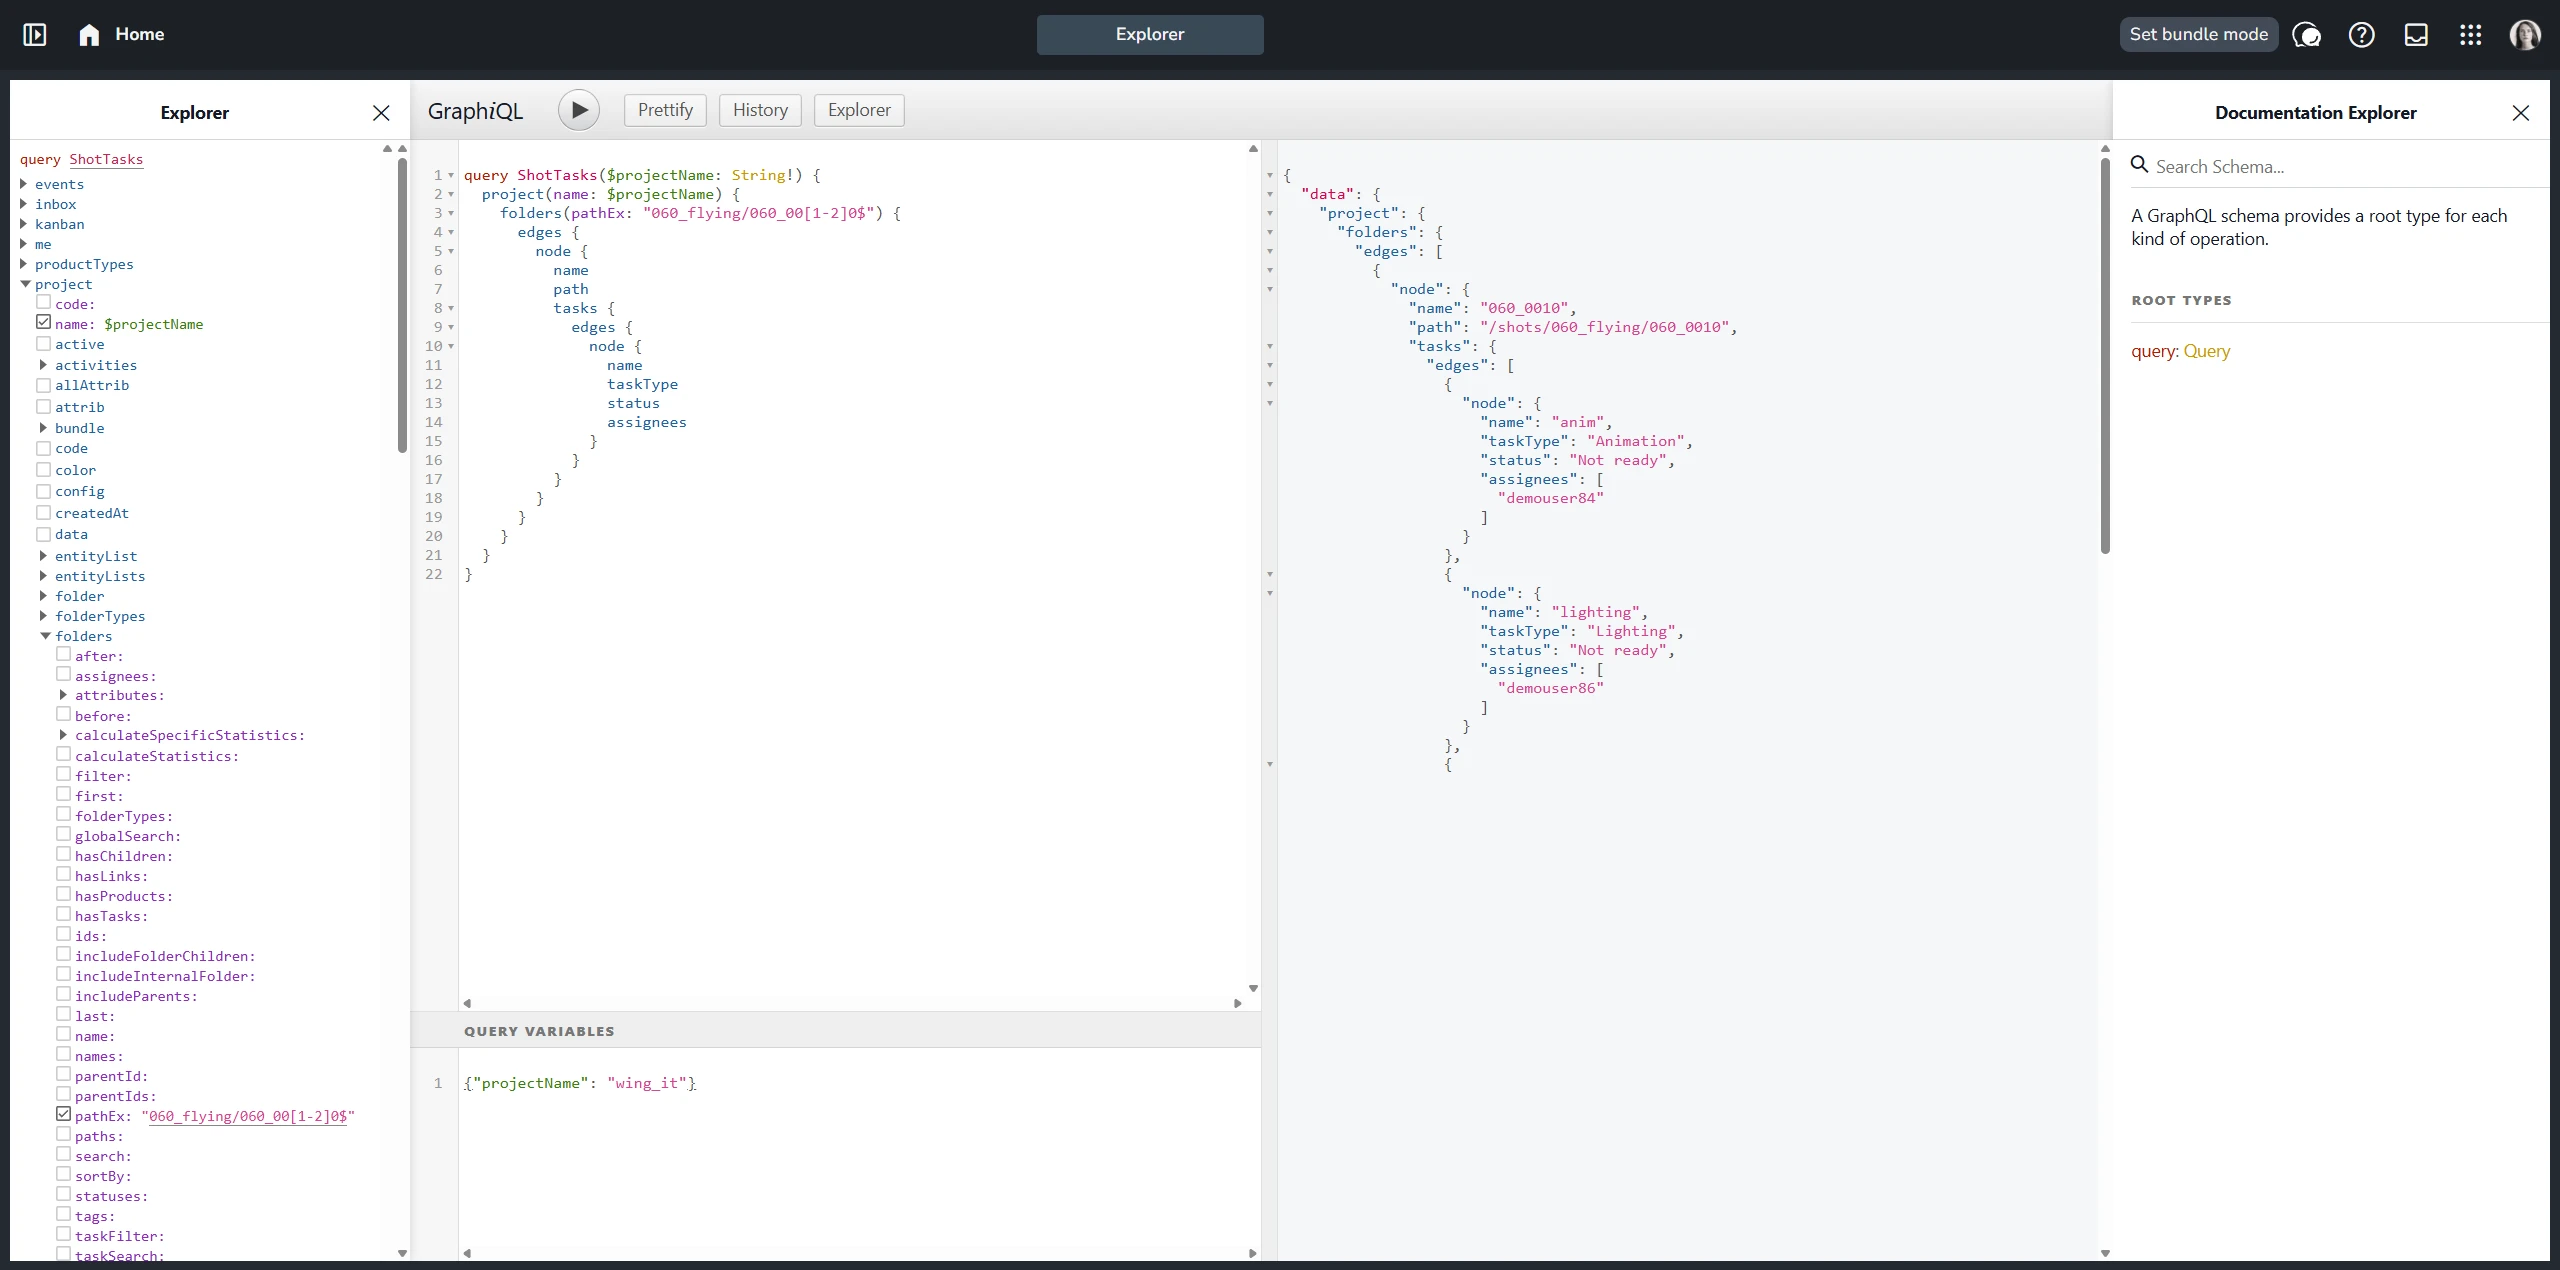 Home
Explorer
Set bundle mode
Explorer
query ShotTasks
events
inbox
kanban
me
productTypes
project
code:
name: $projectName
active
activities
allAttrib
attrib
bundle
code
color
config
createdAt
data
entityList
entityLists
folder
folderTypes
folders
after:
assignees:
attributes:
before:
calculateSpecificStatistics:
calculateStatistics:
filter:
first:
folderTypes:
globalSearch:
hasChildren:
hasLinks:
hasProducts:
hasTasks:
ids:
includeFolderChildren:
includeInternalFolder:
includeParents:
last:
name:
names:
parentId:
parentIds:
pathEx: "060_flying/060_00[1-2]0$"
paths:
search:
sortBy:
statuses:
tags:
taskFilter:
taskSearch:
GraphiQL
Prettify
History
Explorer
1 query ShotTasks($projectName: String!) {
2 project(name: $projectName) {
3 folders(pathEx: "060_flying/060_00[1-2]0$") {
4 edges {
5 node {
6 name
7 path
8 tasks {
9 edges {
10 node {
11 name
12 taskType
13 status
14 assignees
15 }
16 }
17 }
18 }
19 }
20 }
21 }
22 }
QUERY VARIABLES
1 {"projectName": "wing_it"}
{
"data": {
"project": {
"folders": {
"edges": [
{
"node": {
"name": "060_0010",
"path": "/shots/060_flying/060_0010",
"tasks": {
"edges": [
{
"node": {
"name": "anim",
"taskType": "Animation",
"status": "Not ready",
"assignees": [
"demouser84"
]
}
},
{
"node": {
"name": "lighting",
"taskType": "Lighting",
"status": "Not ready",
"assignees": [
"demouser86"
]
}
},
{
Documentation Explorer
Search Schema...
A GraphQL schema provides a root type for each
kind of operation.
ROOT TYPES
query: Query